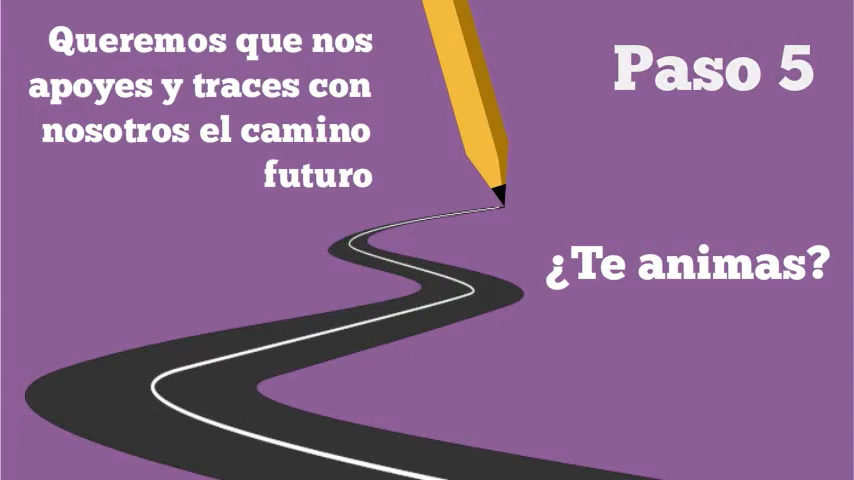 Queremos que nos
apoyes y traces con
nosotros el camino
futuro
Paso 5
¿Te animas?